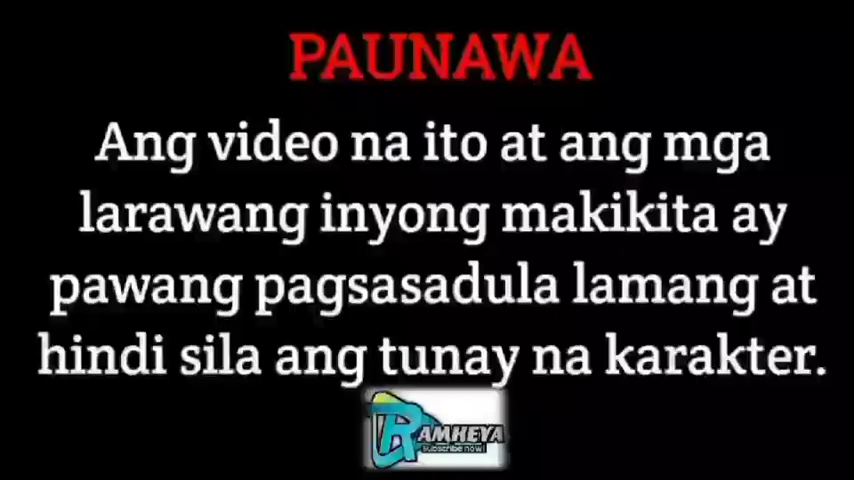 PAUNAWA
Ang video na ito at ang mga
larawang inyong makikita ay
pawang pagsasadula lamang at
hindi sila ang tunay na karakter.
RAMHEYA
subscribe now!